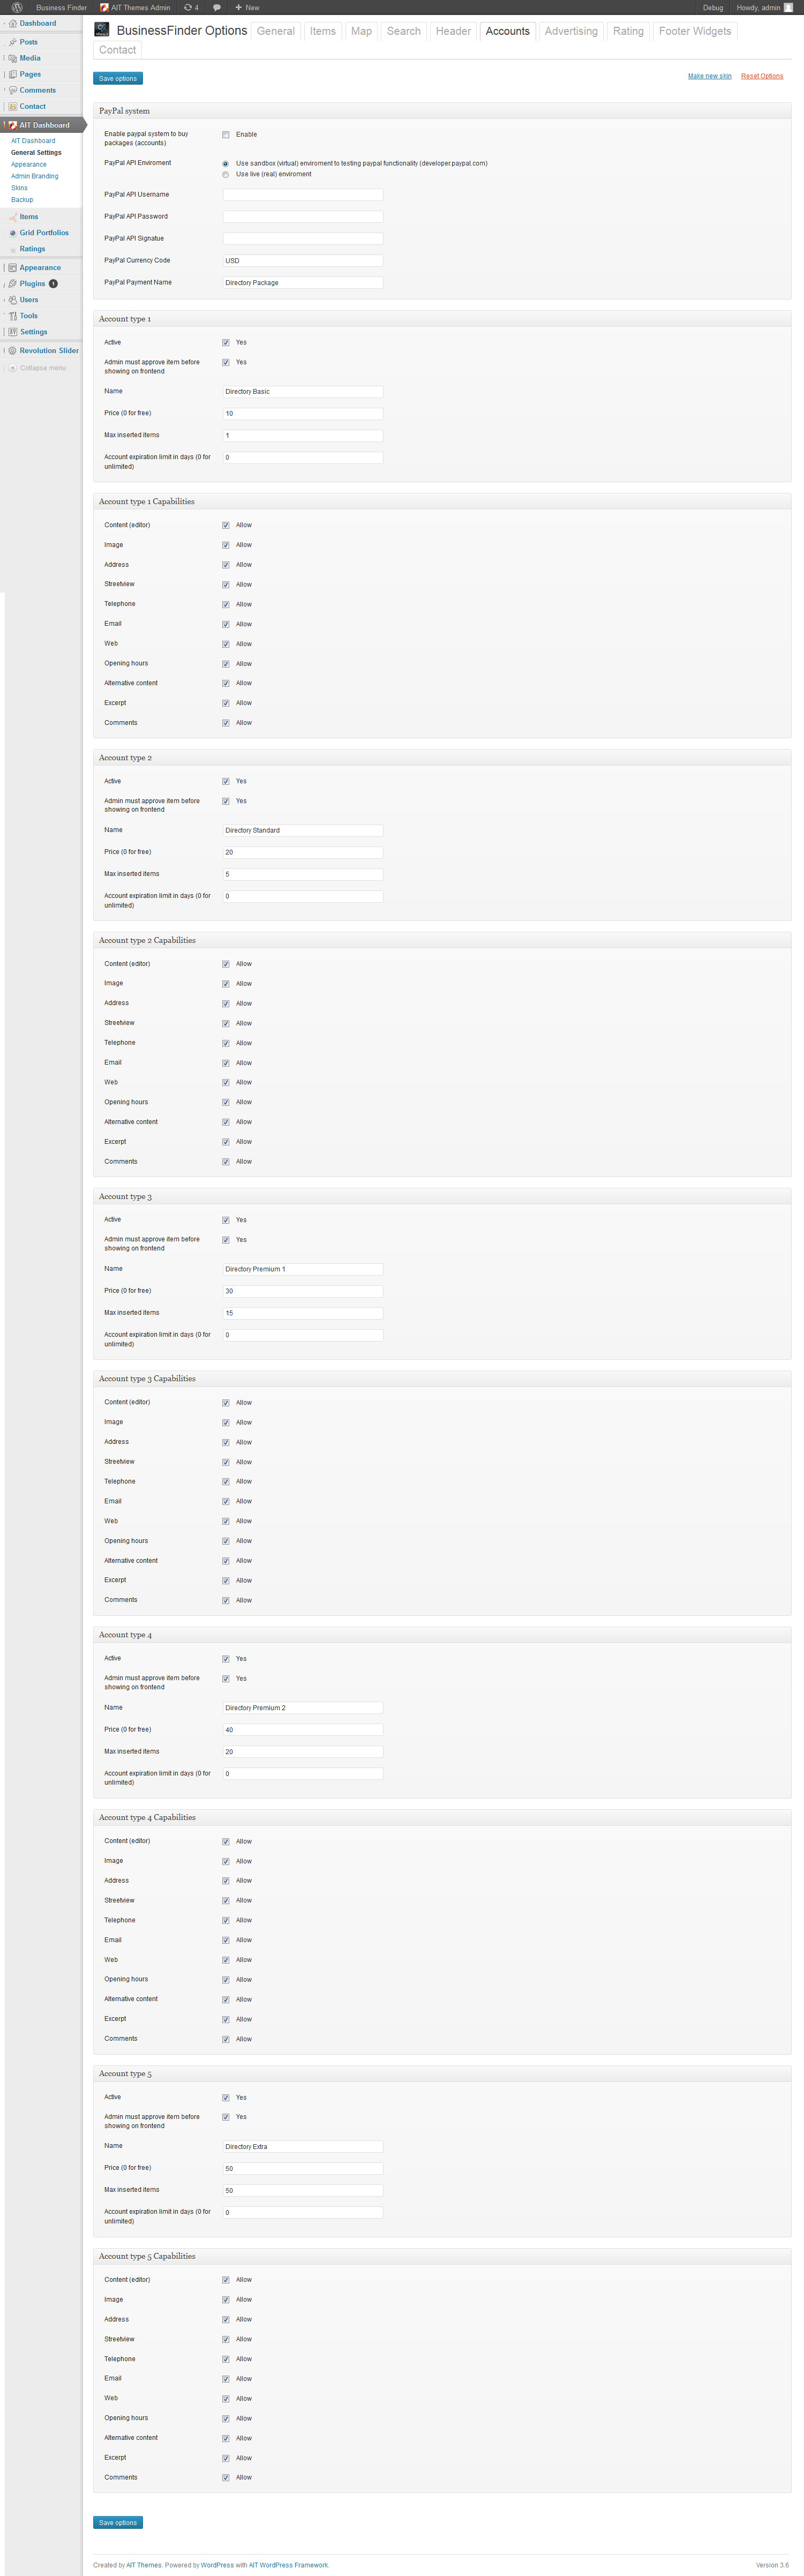 Business Finder AIT Themes Admin 4 New Debug Howdy, admin
Dashboard
Posts
Media
Pages
Comments
Contact
AIT Dashboard
AIT Dashboard
General Settings
Appearance
Admin Branding
Skins
Backup
Items
Grid Portfolios
Ratings
Appearance
Plugins 1
Users
Tools
Settings
Revolution Slider
Collapse menu
BusinessFinder Options General Items Map Search Header Accounts Advertising Rating Footer Widgets
Contact
Save options Make new skin Reset Options
PayPal system
Enable paypal system to buy Enable
packages (accounts)
PayPal API Enviroment Use sandbox (virtual) enviroment to testing paypal functionality (developer.paypal.com)
Use live (real) enviroment
PayPal API Username
PayPal API Password
PayPal API Signatue
PayPal Currency Code USD
PayPal Payment Name Directory Package
Account type 1
Active Yes
Admin must approve item before Yes
showing on frontend
Name Directory Basic
Price (0 for free) 10
Max inserted items 1
Account expiration limit in days (0 for 0
unlimited)
Account type 1 Capabilities
Content (editor) Allow
Image Allow
Address Allow
Streetview Allow
Telephone Allow
Email Allow
Web Allow
Opening hours Allow
Alternative content Allow
Excerpt Allow
Comments Allow
Account type 2
Active Yes
Admin must approve item before Yes
showing on frontend
Name Directory Standard
Price (0 for free) 20
Max inserted items 5
Account expiration limit in days (0 for 0
unlimited)
Account type 2 Capabilities
Content (editor) Allow
Image Allow
Address Allow
Streetview Allow
Telephone Allow
Email Allow
Web Allow
Opening hours Allow
Alternative content Allow
Excerpt Allow
Comments Allow
Account type 3
Active Yes
Admin must approve item before Yes
showing on frontend
Name Directory Premium 1
Price (0 for free) 30
Max inserted items 15
Account expiration limit in days (0 for 0
unlimited)
Account type 3 Capabilities
Content (editor) Allow
Image Allow
Address Allow
Streetview Allow
Telephone Allow
Email Allow
Web Allow
Opening hours Allow
Alternative content Allow
Excerpt Allow
Comments Allow
Account type 4
Active Yes
Admin must approve item before Yes
showing on frontend
Name Directory Premium 2
Price (0 for free) 40
Max inserted items 20
Account expiration limit in days (0 for 0
unlimited)
Account type 4 Capabilities
Content (editor) Allow
Image Allow
Address Allow
Streetview Allow
Telephone Allow
Email Allow
Web Allow
Opening hours Allow
Alternative content Allow
Excerpt Allow
Comments Allow
Account type 5
Active Yes
Admin must approve item before Yes
showing on frontend
Name Directory Extra
Price (0 for free) 50
Max inserted items 50
Account expiration limit in days (0 for 0
unlimited)
Account type 5 Capabilities
Content (editor) Allow
Image Allow
Address Allow
Streetview Allow
Telephone Allow
Email Allow
Web Allow
Opening hours Allow
Alternative content Allow
Excerpt Allow
Comments Allow
Save options
Created by AIT Themes. Powered by WordPress with AIT WordPress Framework. Version 3.6